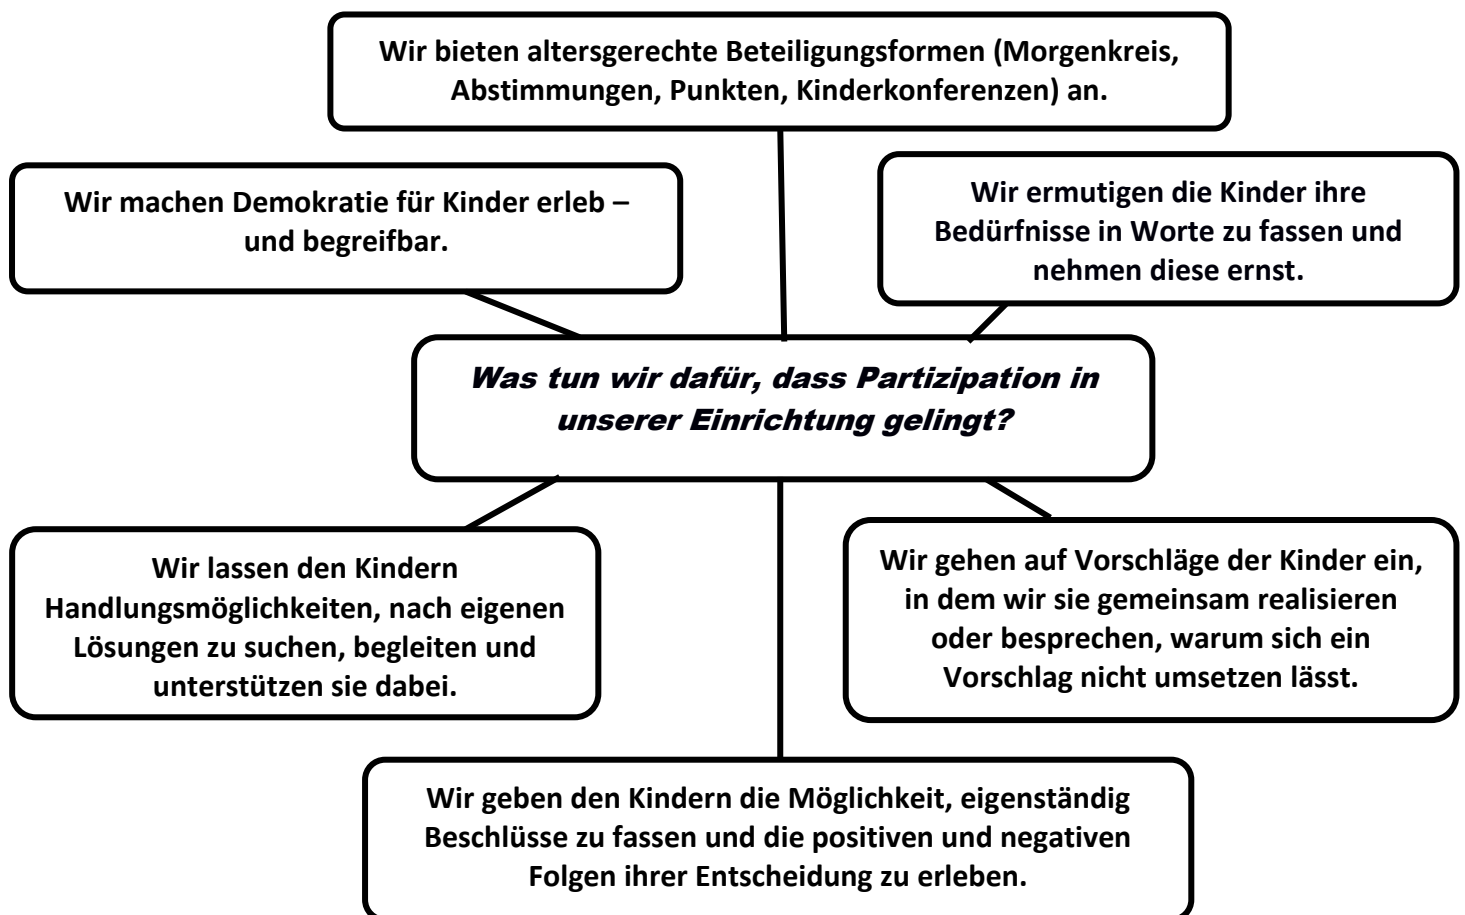 Wir bieten altersgerechte Beteiligungsformen (Morgenkreis,
Abstimmungen, Punkten, Kinderkonferenzen) an.
Wir machen Demokratie für Kinder erleb –
und begreifbar.
Wir ermutigen die Kinder ihre
Bedürfnisse in Worte zu fassen und
nehmen diese ernst.
Was tun wir dafür, dass Partizipation in
unserer Einrichtung gelingt?
Wir lassen den Kindern
Handlungsmöglichkeiten, nach eigenen
Lösungen zu suchen, begleiten und
unterstützen sie dabei.
Wir gehen auf Vorschläge der Kinder ein,
in dem wir sie gemeinsam realisieren
oder besprechen, warum sich ein
Vorschlag nicht umsetzen lässt.
Wir geben den Kindern die Möglichkeit, eigenständig
Beschlüsse zu fassen und die positiven und negativen
Folgen ihrer Entscheidung zu erleben.